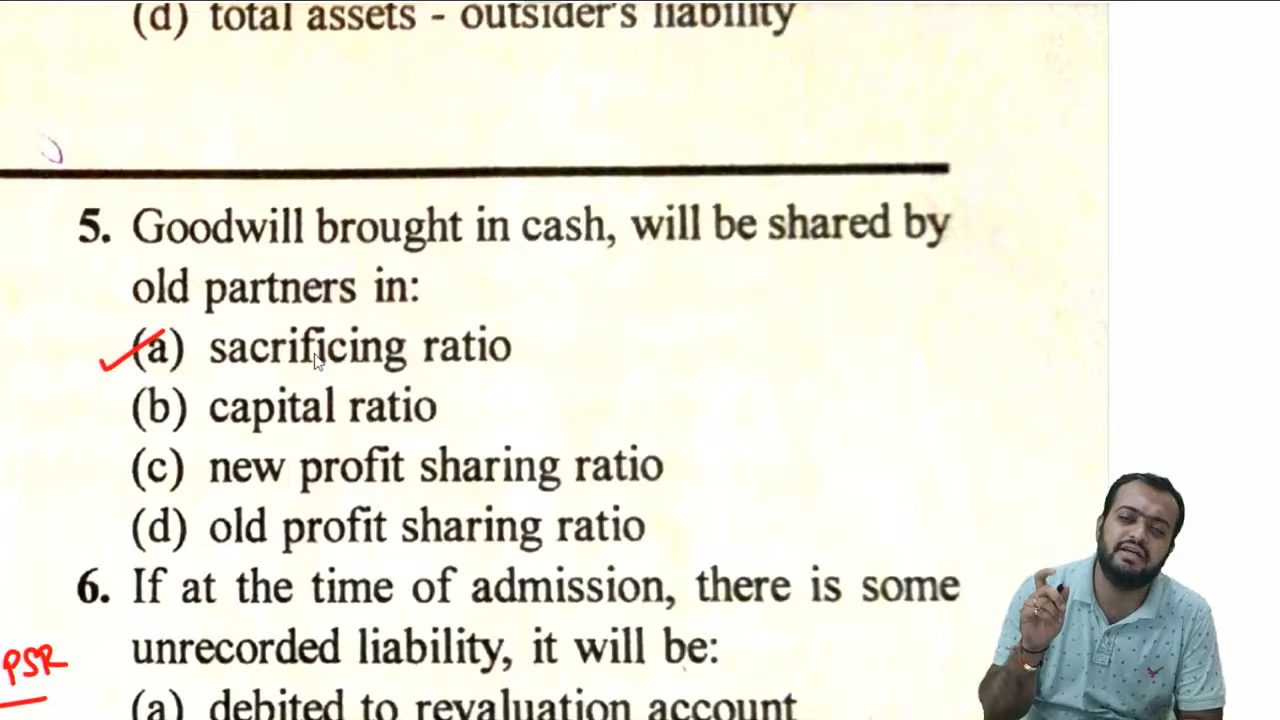 (d) total assets - outsider's liability
5. Goodwill brought in cash, will be shared by
old partners in:
(a) sacrificing ratio
(b) capital ratio
(c) new profit sharing ratio
(d) old profit sharing ratio
6. If at the time of admission, there is some
unrecorded liability, it will be:
PSR
(a) debited to revaluation account